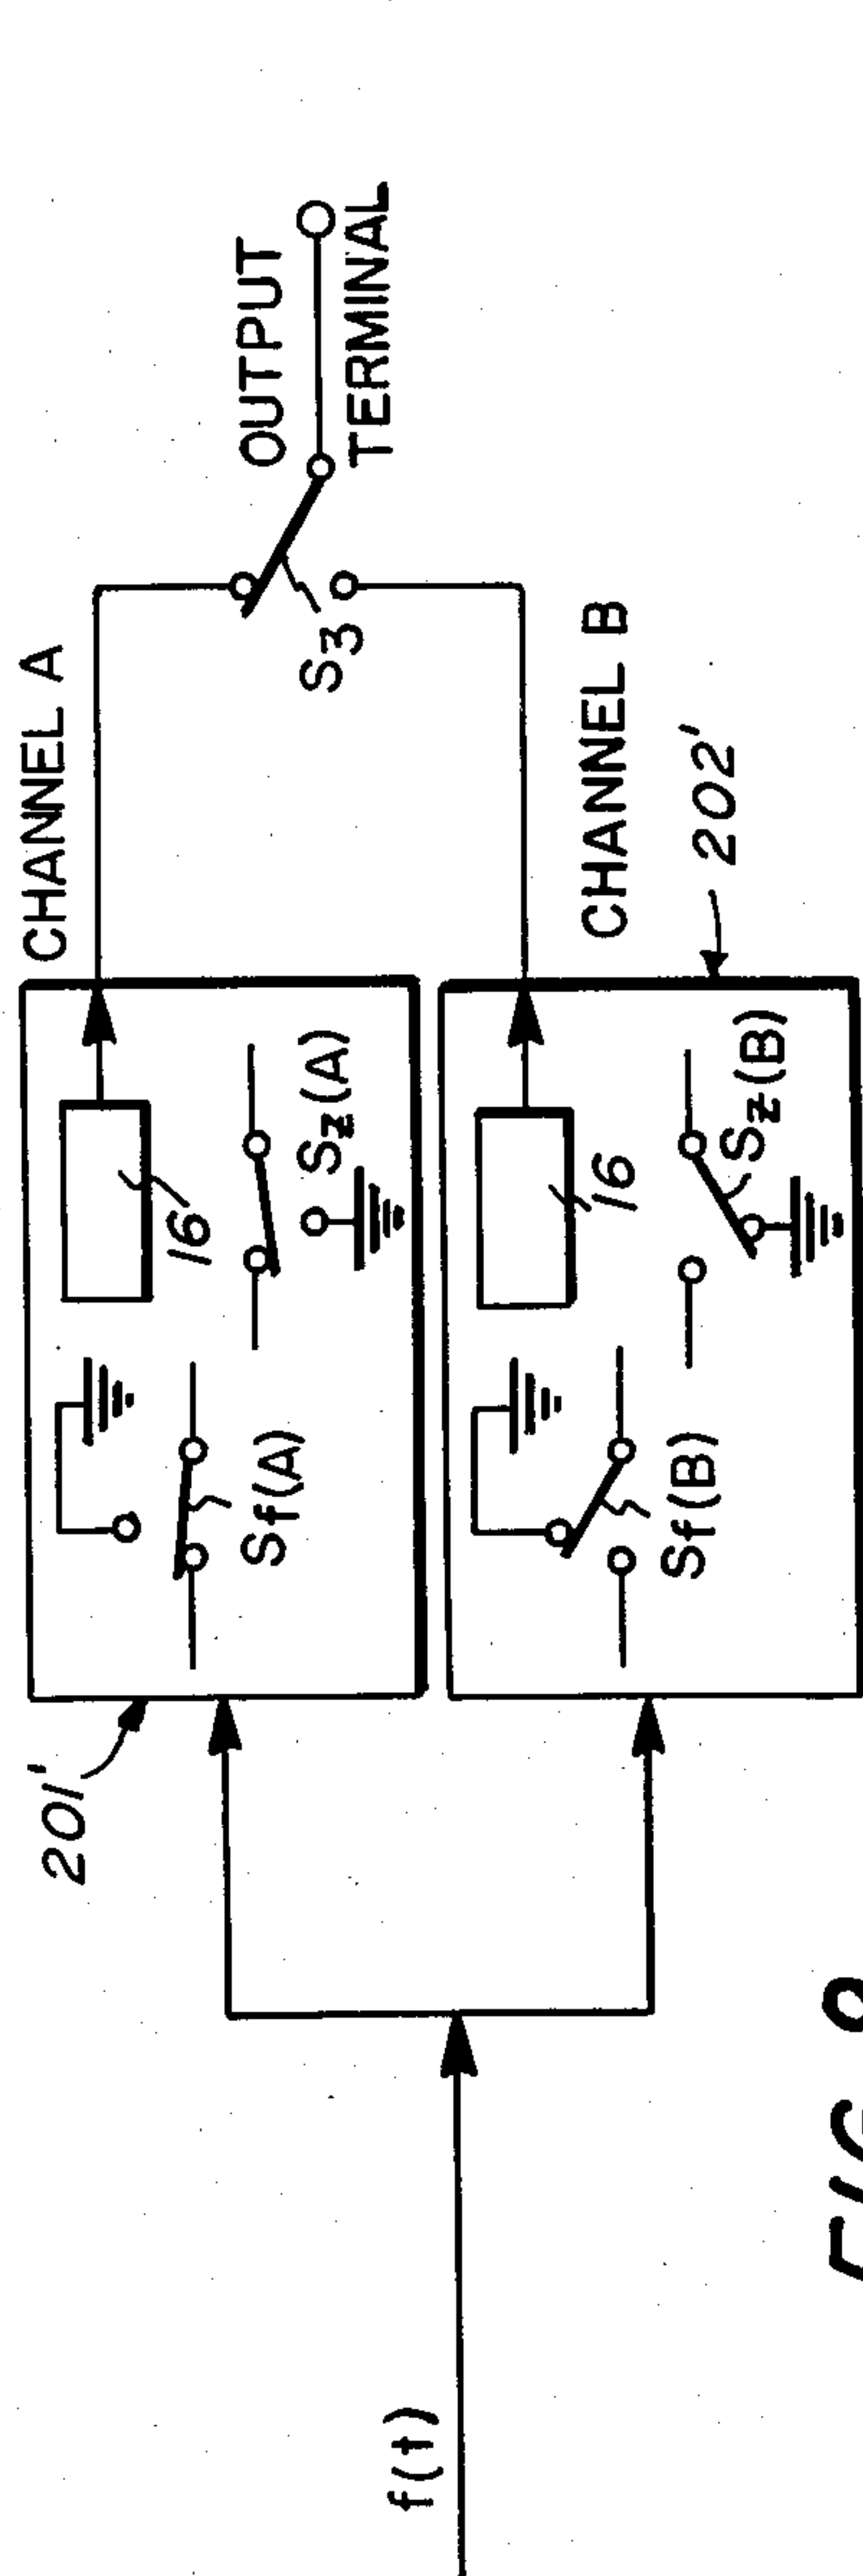 f(t)
201'
Sf(A)
16
Sz(A)
CHANNEL A
Sf(B)
16
Sz(B)
202'
CHANNEL B
S3
OUTPUT
TERMINAL